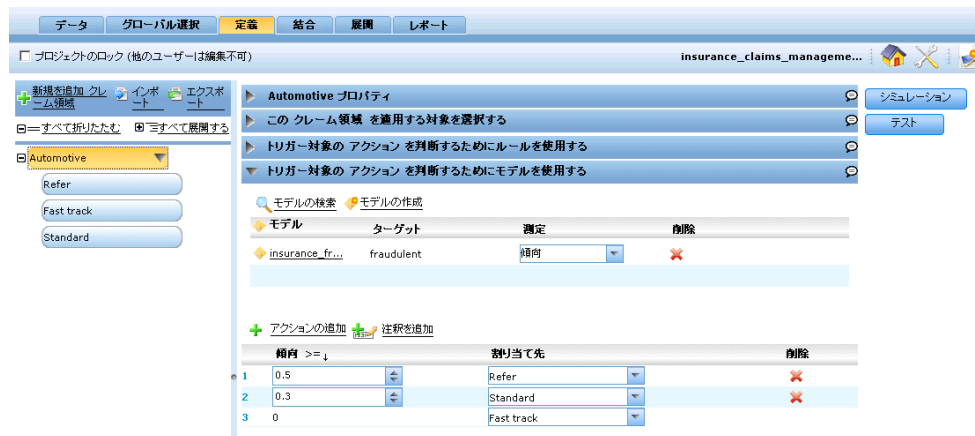 データ グローバル選択 定義 結合 展開 レポート
プロジェクトのロック (他のユーザーは編集不可) insurance_claims_manageme...
新規を追加 クレーム領域 インポート エクスポート
すべて折りたたむ すべて展開する
Automotive
Refer
Fast track
Standard
Automotive プロパティ
この クレーム領域 を適用する対象を選択する
トリガー対象の アクション を判断するためにルールを使用する
トリガー対象の アクション を判断するためにモデルを使用する
シミュレーション
テスト
モデルの検索 モデルの作成
モデル ターゲット 測定 削除
insurance_fr... fraudulent 傾向
アクションの追加 注釈を追加
傾向 >=↓ 割り当て先 削除
1 0.5 Refer
2 0.3 Standard
3 0 Fast track